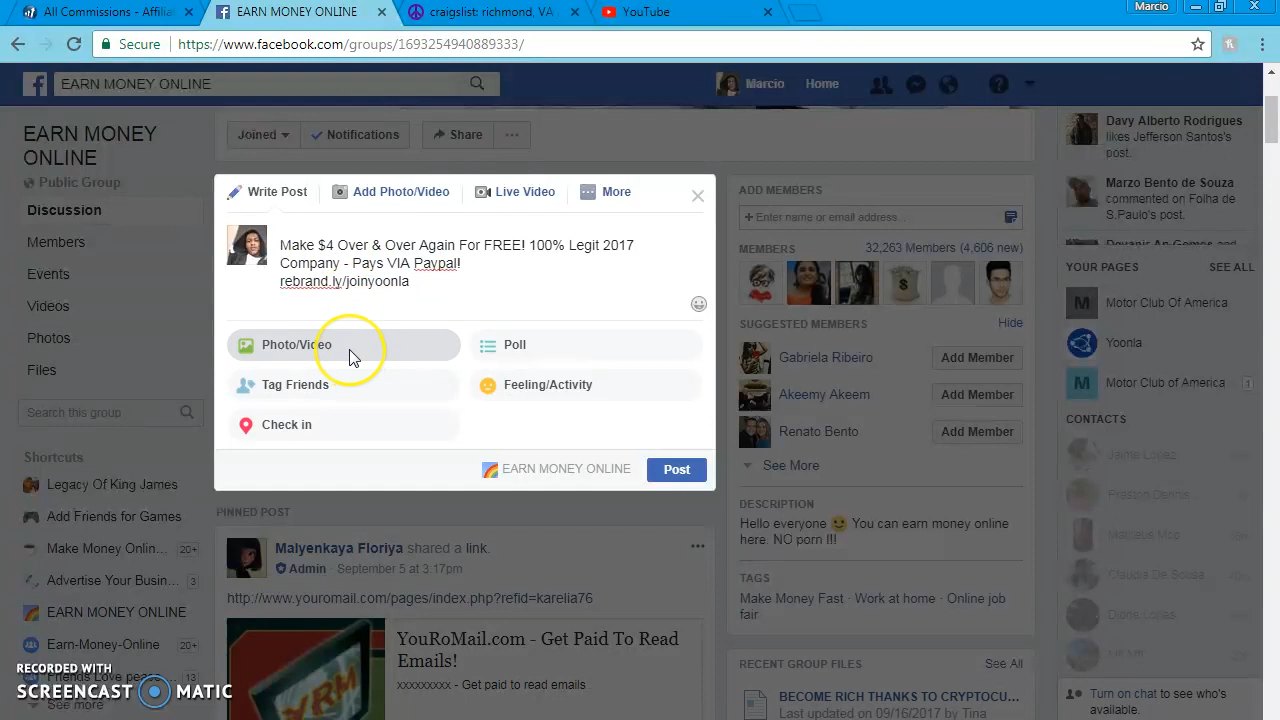 All Commissions - Affilia
EARN MONEY ONLINE
craigslist: richmond, VA
YouTube
Marcio
Secure
https://www.facebook.com/groups/1693254940889333/
EARN MONEY ONLINE
Marcio
Home
EARN MONEY
ONLINE
Public Group
Discussion
Members
Events
Videos
Photos
Files
Search this group
Shortcuts
Legacy Of King James
Add Friends for Games
Make Money Onlin... 20+
Advertise Your Busin... 3
EARN MONEY ONLINE
Earn-Money-Online 20+
Friends Love peac... 13
See more
RECORDED WITH
SCREENCAST MATIC
Joined
Notifications
Share
Write Post
Add Photo/Video
Live Video
More
Make $4 Over & Over Again For FREE! 100% Legit 2017
Company - Pays VIA Paypal!
rebrand.ly/joinyoonla
Photo/Video
Poll
Tag Friends
Feeling/Activity
Check in
EARN MONEY ONLINE
Post
PINNED POST
Maiyenkaya Floriya shared a link.
Admin · September 5 at 3:17pm
http://www.youromail.com/pages/index.php?refid=karelia76
YouRoMail.com - Get Paid To Read
Emails!
xxxxxxxxx - Get paid to read emails
ADD MEMBERS
+ Enter name or email address...
MEMBERS
32,263 Members (4,606 new)
SUGGESTED MEMBERS
Hide
Gabriela Ribeiro
Add Member
Akeemy Akeem
Add Member
Renato Bento
Add Member
See More
DESCRIPTION
Hello everyone You can earn money online
here. NO porn !!!
TAGS
Make Money Fast · Work at home · Online job
fair
RECENT GROUP FILES
See All
BECOME RICH THANKS TO CRYPTOCU...
Last updated on 09/16/2017 by Tina
Davy Alberto Rodrigues
likes Jefferson Santos's
post.
Marzo Bento de Souza
commented on Folha de
S.Paulo's post.
YOUR PAGES
SEE ALL
Motor Club Of America
Yoonla
Motor Club of America 1
CONTACTS
Turn on chat to see who's
available.